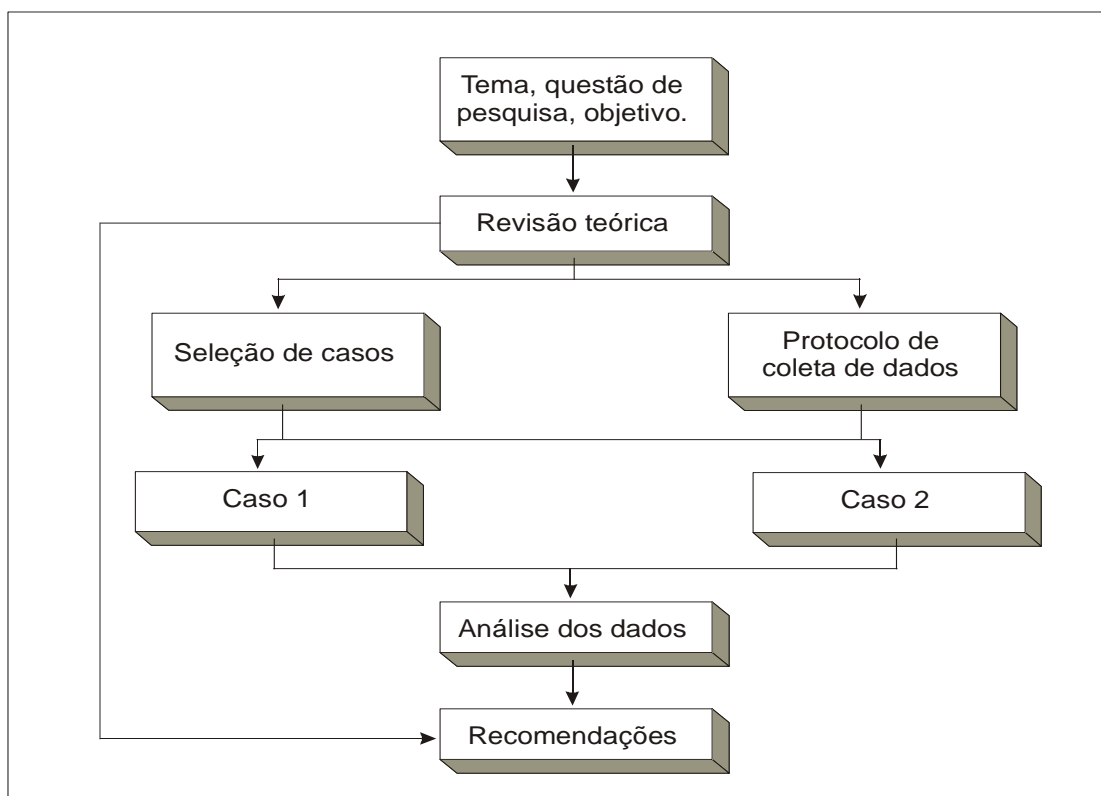 Tema, questão de
pesquisa, objetivo.
Revisão teórica
Seleção de casos
Protocolo de
coleta de dados
Caso 1
Caso 2
Análise dos dados
Recomendações